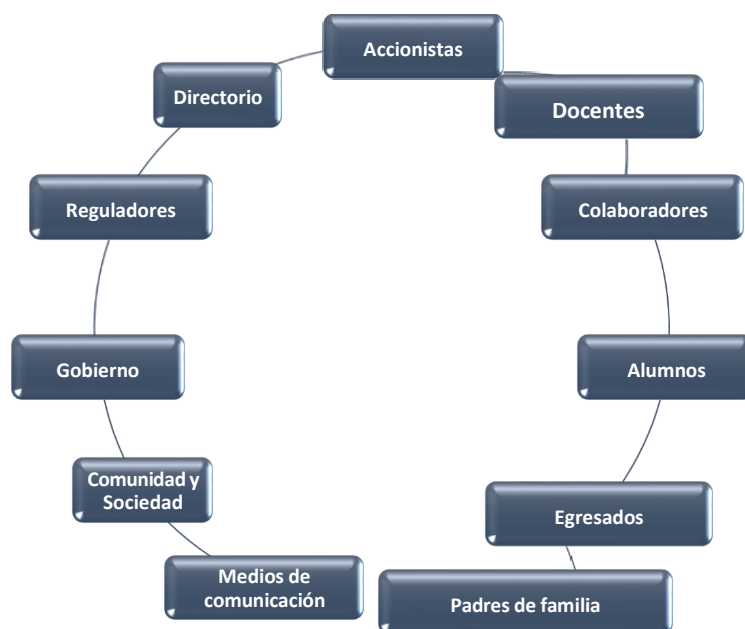 Accionistas
Directorio
Docentes
Reguladores
Colaboradores
Gobierno
Alumnos
Comunidad y
Sociedad
Egresados
Medios de
comunicación
Padres de familia